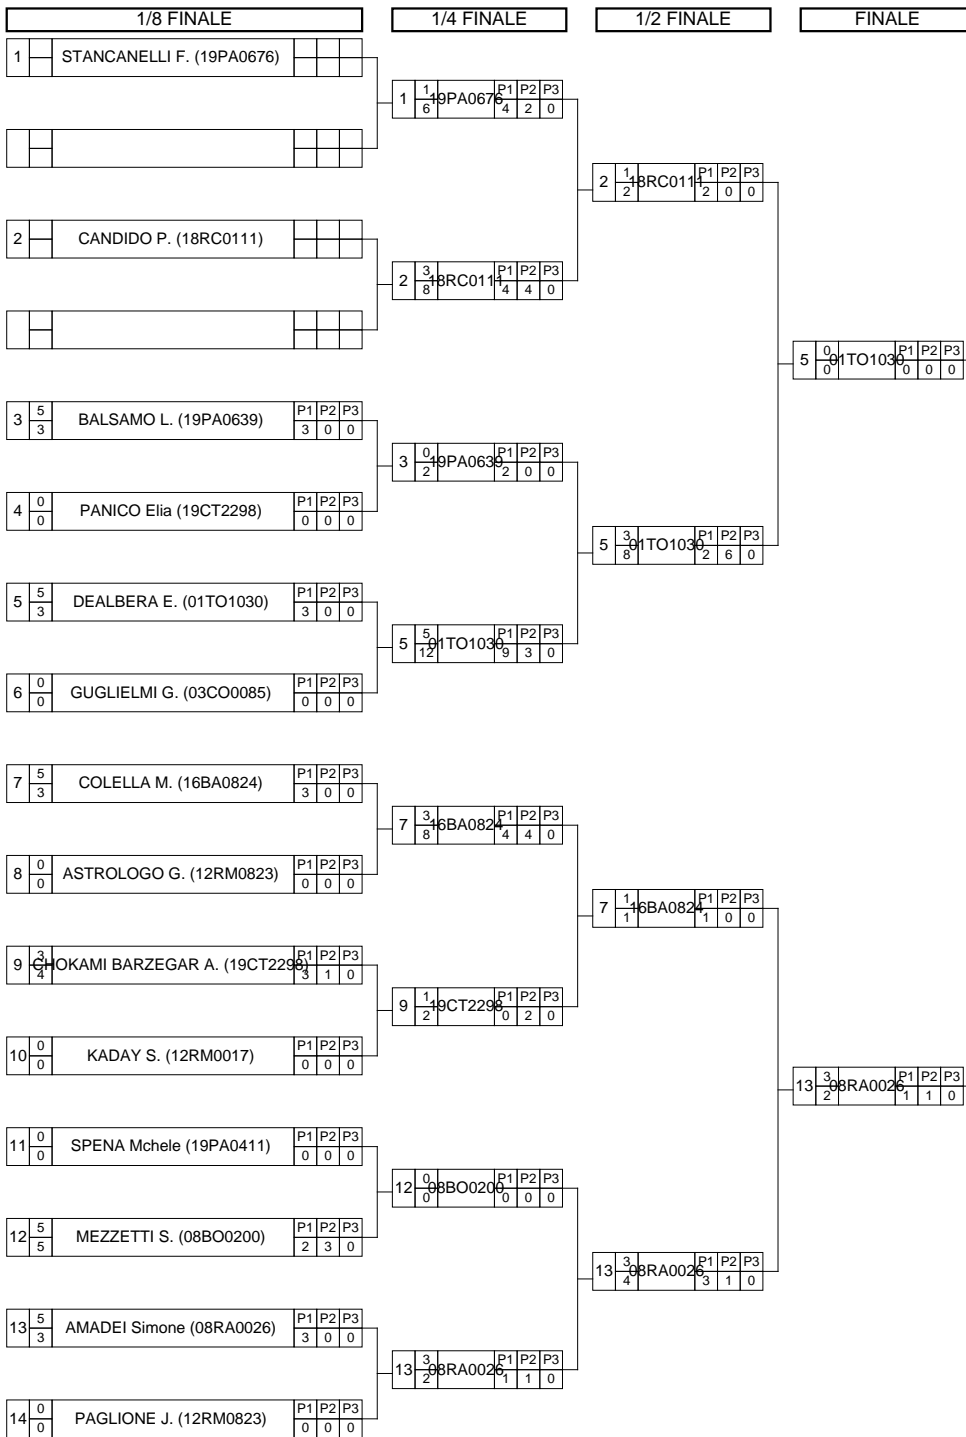 1/8 FINALE 1/4 FINALE 1/2 FINALE FINALE
1 STANCANELLI F. (19PA0676)
1 1 6 19PA0676 P1 P2 P3
4 2 0
2 1 2 18RC0111 P1 P2 P3
2 0 0
2 CANDIDO P. (18RC0111)
2 3 8 18RC0111 P1 P2 P3
4 4 0
5 0 0 01TO1030 P1 P2 P3
0 0 0
3 5 3 BALSAMO L. (19PA0639) P1 P2 P3
3 0 0
3 0 2 19PA0639 P1 P2 P3
2 0 0
4 0 0 PANICO Elia (19CT2298) P1 P2 P3
0 0 0
5 3 8 01TO1030 P1 P2 P3
2 6 0
5 5 3 DEALBERA E. (01TO1030) P1 P2 P3
3 0 0
5 5 12 01TO1030 P1 P2 P3
9 3 0
6 0 0 GUGLIELMI G. (03CO0085) P1 P2 P3
0 0 0
7 5 3 COLELLA M. (16BA0824) P1 P2 P3
3 0 0
7 3 8 16BA0824 P1 P2 P3
4 4 0
8 0 0 ASTROLOGO G. (12RM0823) P1 P2 P3
0 0 0
7 1 1 16BA0824 P1 P2 P3
1 0 0
9 3 4 CHOKAMI BARZEGAR A. (19CT2298) P1 P2 P3
3 1 0
9 1 2 19CT2298 P1 P2 P3
0 2 0
10 0 0 KADAY S. (12RM0017) P1 P2 P3
0 0 0
13 3 2 08RA0026 P1 P2 P3
1 1 0
11 0 0 SPENA Mchele (19PA0411) P1 P2 P3
0 0 0
12 0 0 08BO0200 P1 P2 P3
0 0 0
12 5 5 MEZZETTI S. (08BO0200) P1 P2 P3
2 3 0
13 3 4 08RA0026 P1 P2 P3
3 1 0
13 5 3 AMADEI Simone (08RA0026) P1 P2 P3
3 0 0
13 3 2 08RA0026 P1 P2 P3
1 1 0
14 0 0 PAGLIONE J. (12RM0823) P1 P2 P3
0 0 0